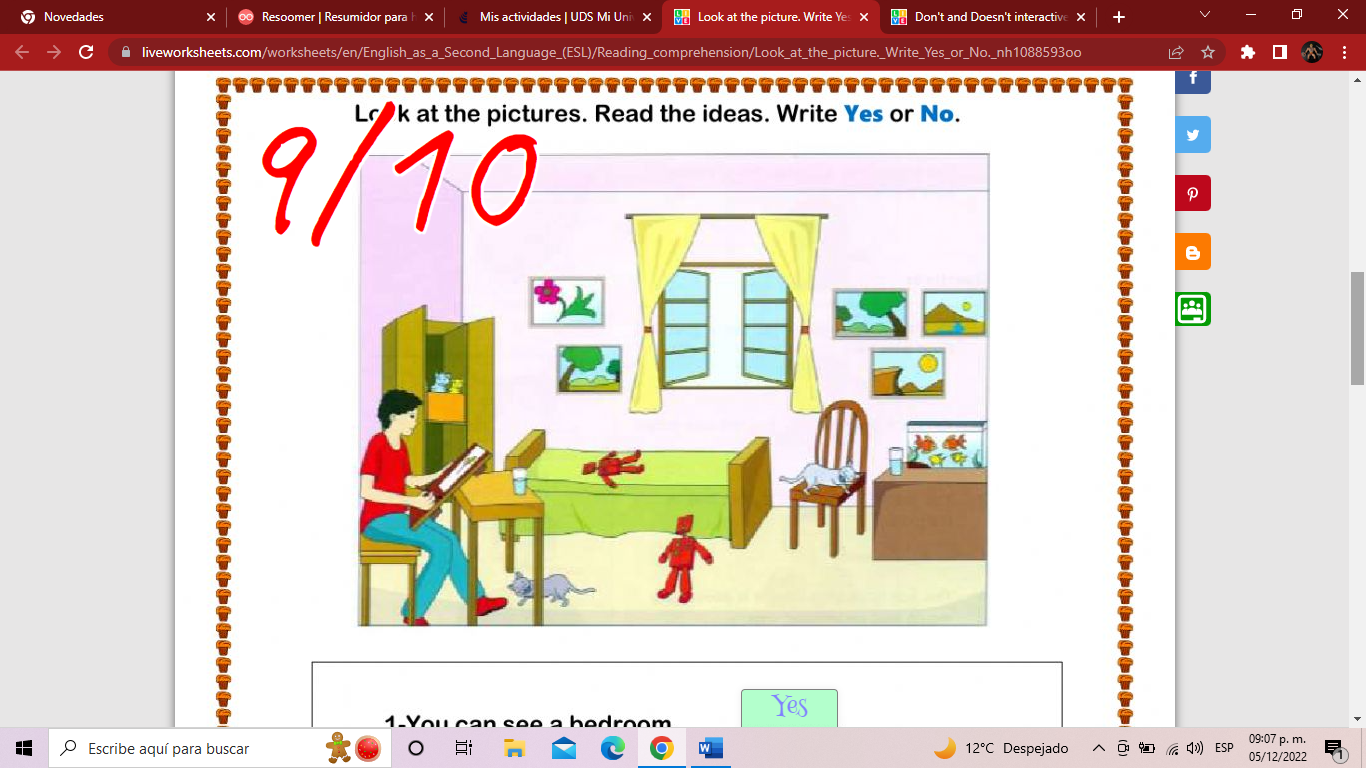 Novedades
Resoomer | Resumidor para h
Mis actividades | UDS Mi Univ
Look at the picture. Write Yes
Don't and Doesn't interactive
liveworksheets.com/worksheets/en/English_as_a_Second_Language_(ESL)/Reading_comprehension/Look_at_the_picture._Write_Yes_or_No._nh1088593oo
Look at the pictures. Read the ideas. Write Yes or No.
9/10
Yes
1-You can see a bedroom
Escribe aquí para buscar
12°C Despejado
ESP
09:07 p. m.
05/12/2022
1